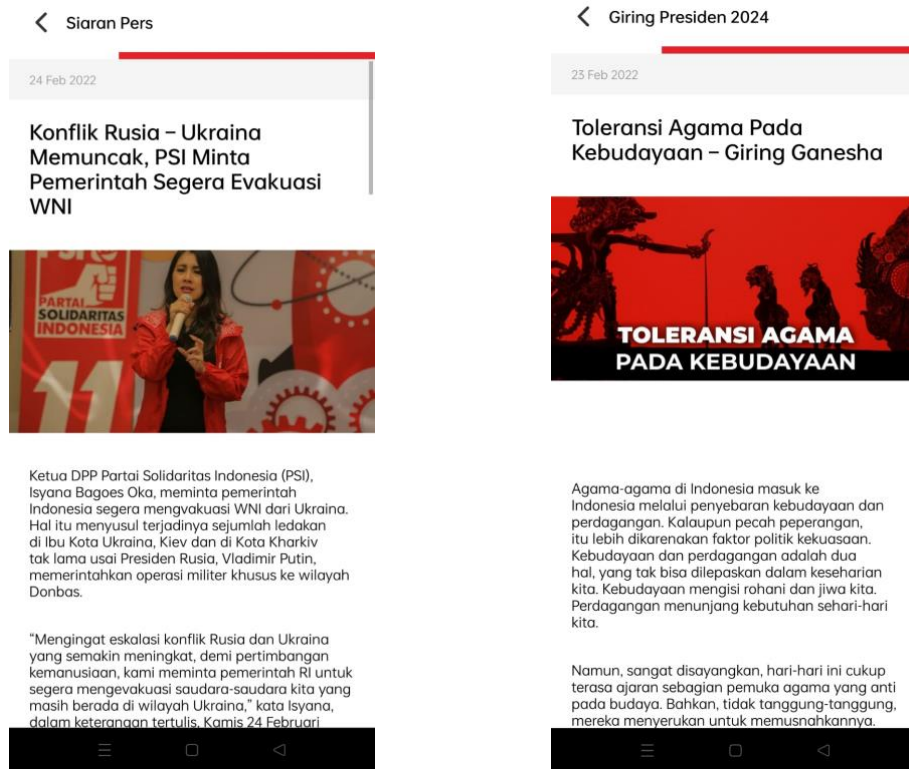 Siaran Pers
24 Feb 2022
Konflik Rusia – Ukraina
Memuncak, PSI Minta
Pemerintah Segera Evakuasi
WNI
PSI
PARTAI
SOLIDARITAS
INDONESIA
11
Ketua DPP Partai Solidaritas Indonesia (PSI),
Isyana Bagoes Oka, meminta pemerintah
Indonesia segera mengvakuasi WNI dari Ukraina.
Hal itu menyusul terjadinya sejumlah ledakan
di Ibu Kota Ukraina, Kiev dan di Kota Kharkiv
tak lama usai Presiden Rusia, Vladimir Putin,
memerintahkan operasi militer khusus ke wilayah
Donbas.
“Mengingat eskalasi konflik Rusia dan Ukraina
yang semakin meningkat, demi pertimbangan
kemanusiaan, kami meminta pemerintah RI untuk
segera mengevakuasi saudara-saudara kita yang
masih berada di wilayah Ukraina,” kata Isyana,
dalam keterangan tertulis, Kamis 24 Februari
Giring Presiden 2024
23 Feb 2022
Toleransi Agama Pada
Kebudayaan – Giring Ganesha
TOLERANSI AGAMA
PADA KEBUDAYAAN
Agama-agama di Indonesia masuk ke
Indonesia melalui penyebaran kebudayaan dan
perdagangan. Kalaupun pecah peperangan,
itu lebih dikarenakan faktor politik kekuasaan.
Kebudayaan dan perdagangan adalah dua
hal, yang tak bisa dilepaskan dalam keseharian
kita. Kebudayaan mengisi rohani dan jiwa kita.
Perdagangan menunjang kebutuhan sehari-hari
kita.
Namun, sangat disayangkan, hari-hari ini cukup
terasa ajaran sebagian pemuka agama yang anti
pada budaya. Bahkan, tidak tanggung-tanggung,
mereka menyerukan untuk memusnahkannya.